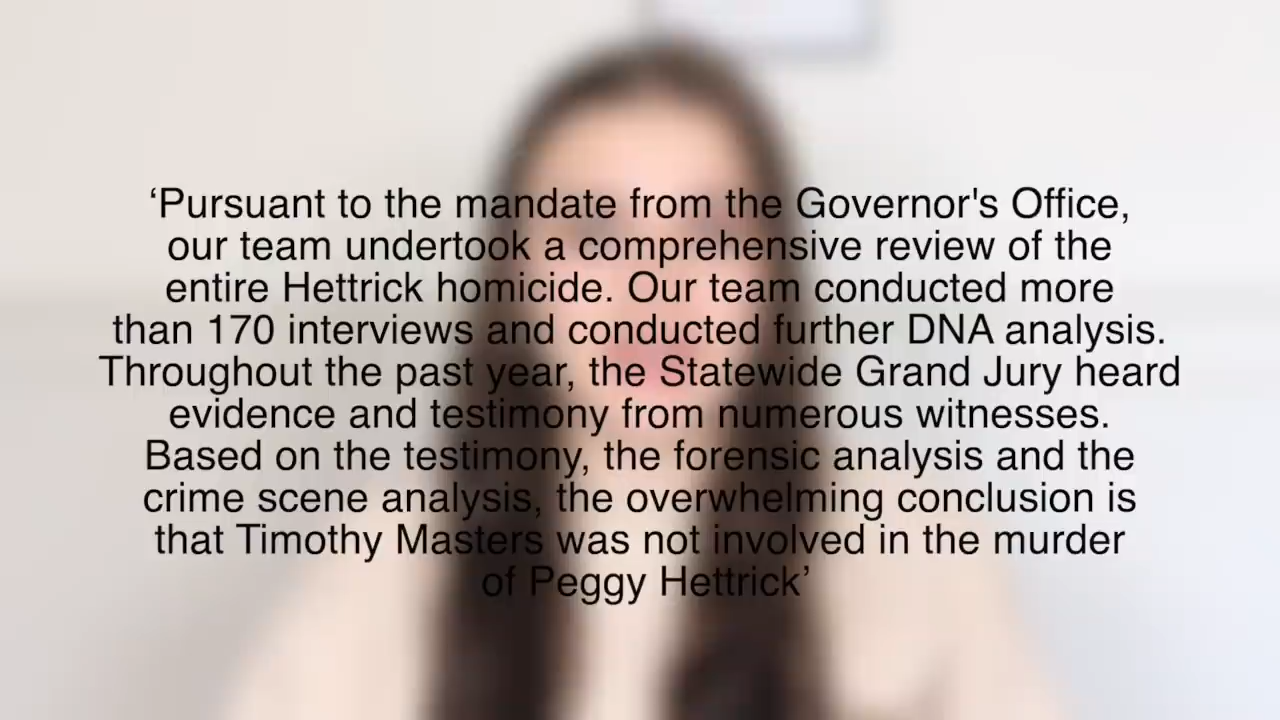 ‘Pursuant to the mandate from the Governor's Office,
our team undertook a comprehensive review of the
entire Hettrick homicide. Our team conducted more
than 170 interviews and conducted further DNA analysis.
Throughout the past year, the Statewide Grand Jury heard
evidence and testimony from numerous witnesses.
Based on the testimony, the forensic analysis and the
crime scene analysis, the overwhelming conclusion is
that Timothy Masters was not involved in the murder
of Peggy Hettrick’